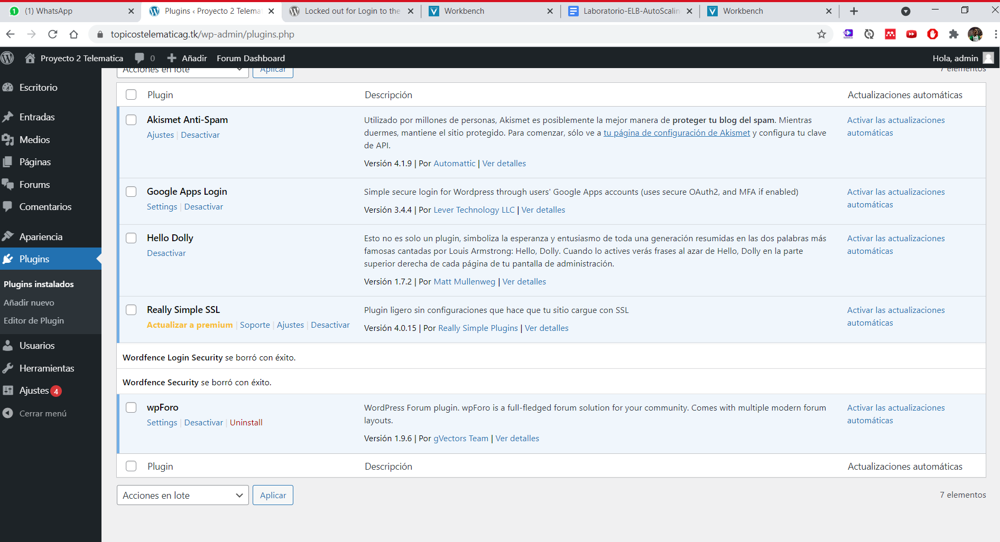 (1) WhatsApp
Plugins ‹ Proyecto 2 Telema
Locked out for Login to the
Workbench
Laboratorio-ELB-AutoScalin
Workbench
topicostelematicag.tk/wp-admin/plugins.php
Proyecto 2 Telematica
0
Añadir
Forum Dashboard
Hola, admin
Acciones en lote
Aplicar
7 elementos
Escritorio
Entradas
Medios
Páginas
Forums
Comentarios
Apariencia
Plugins
Plugins instalados
Añadir nuevo
Editor de Plugin
Usuarios
Herramientas
Ajustes 4
Cerrar menú
Plugin
Descripción
Actualizaciones automáticas
Akismet Anti-Spam
Ajustes | Desactivar
Utilizado por millones de personas, Akismet es posiblemente la mejor manera de proteger tu blog del spam. Mientras
duermes, mantiene el sitio protegido. Para comenzar, sólo ve a tu página de configuración de Akismet y configura tu clave
de API.
Versión 4.1.9 | Por Automattic | Ver detalles
Activar las actualizaciones
automáticas
Google Apps Login
Settings | Desactivar
Simple secure login for Wordpress through users' Google Apps accounts (uses secure OAuth2, and MFA if enabled)
Versión 3.4.4 | Por Lever Technology LLC | Ver detalles
Activar las actualizaciones
automáticas
Hello Dolly
Desactivar
Esto no es solo un plugin, simboliza la esperanza y entusiasmo de toda una generación resumidas en las dos palabras más
famosas cantadas por Louis Armstrong: Hello, Dolly. Cuando lo actives verás frases al azar de Hello, Dolly en la parte
superior derecha de cada página de tu pantalla de administración.
Versión 1.7.2 | Por Matt Mullenweg | Ver detalles
Activar las actualizaciones
automáticas
Really Simple SSL
Actualizar a premium | Soporte | Ajustes | Desactivar
Plugin ligero sin configuraciones que hace que tu sitio cargue con SSL
Versión 4.0.15 | Por Really Simple Plugins | Ver detalles
Activar las actualizaciones
automáticas
Wordfence Login Security se borró con éxito.
Wordfence Security se borró con éxito.
wpForo
Settings | Desactivar | Uninstall
WordPress Forum plugin. wpForo is a full-fledged forum solution for your community. Comes with multiple modern forum
layouts.
Versión 1.9.6 | Por gVectors Team | Ver detalles
Activar las actualizaciones
automáticas
Plugin
Descripción
Actualizaciones automáticas
Acciones en lote
Aplicar
7 elementos